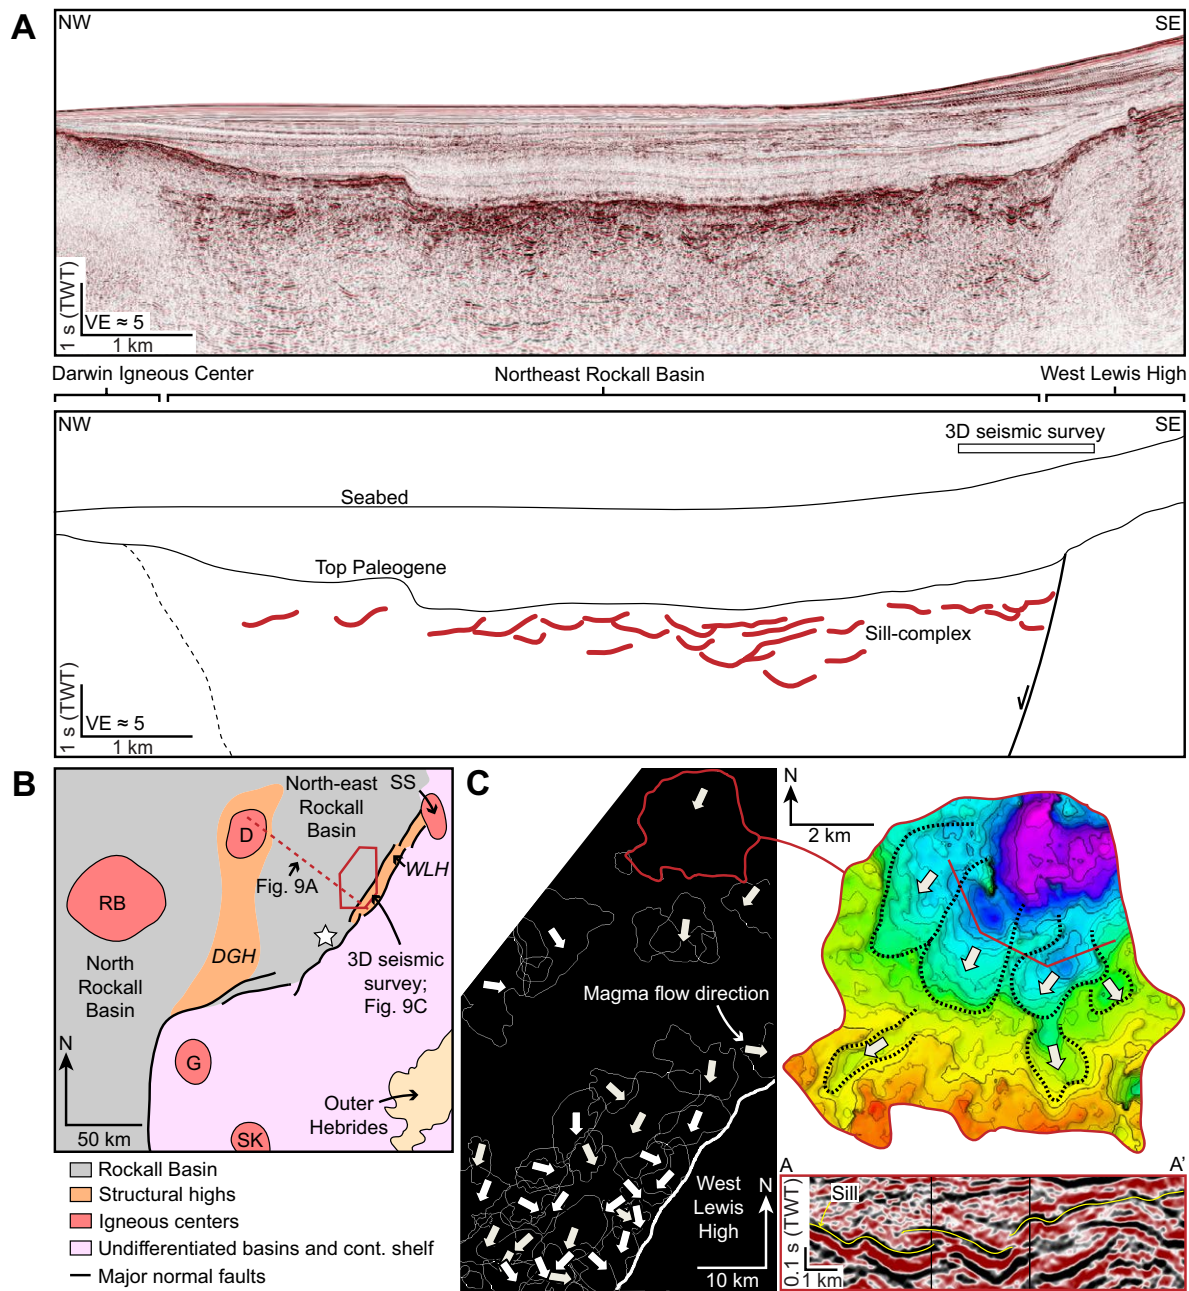 A
NW
SE
1 s (TWT)
VE ≈ 5
1 km
Darwin Igneous Center
Northeast Rockall Basin
West Lewis High
NW
SE
3D seismic survey
Seabed
Top Paleogene
Sill-complex
1 s (TWT)
VE ≈ 5
1 km
B
North-east
Rockall
Basin
SS
D
WLH
Fig. 9A
RB
DGH
North
Rockall
Basin
3D seismic
survey;
Fig. 9C
N
G
Outer
Hebrides
50 km
SK
Rockall Basin
Structural highs
Igneous centers
Undifferentiated basins and cont. shelf
Major normal faults
C
Magma flow direction
West
Lewis
High
N
10 km
N
2 km
A
A'
Sill
0.1 s (TWT)
1 km